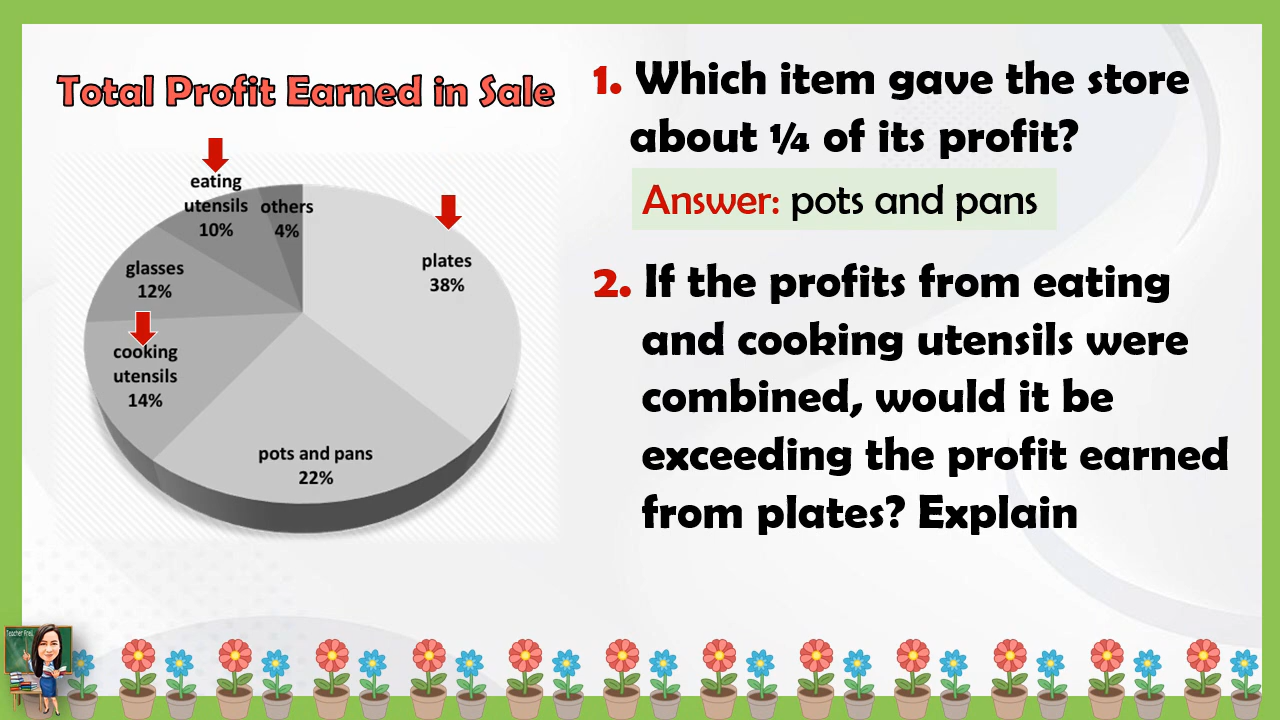 Total Profit Earned in Sale
eating
utensils
10%
others
4%
plates
38%
glasses
12%
cooking
utensils
14%
pots and pans
22%
1. Which item gave the store
about ¼ of its profit?
Answer: pots and pans
2. If the profits from eating
and cooking utensils were
combined, would it be
exceeding the profit earned
from plates? Explain